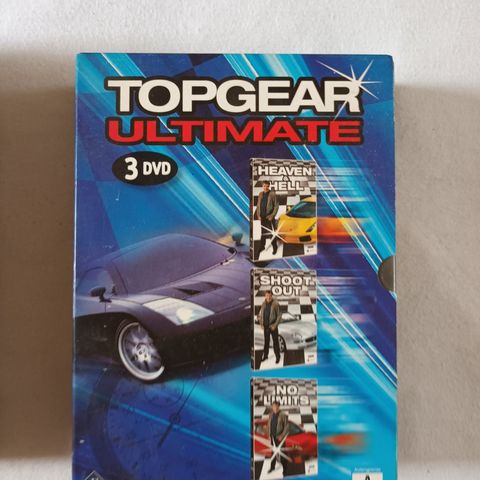 TOPGEAR
ULTIMATE
3 DVD
HEAVEN &
HELL
SHOOT
OUT
NO
LIMITS